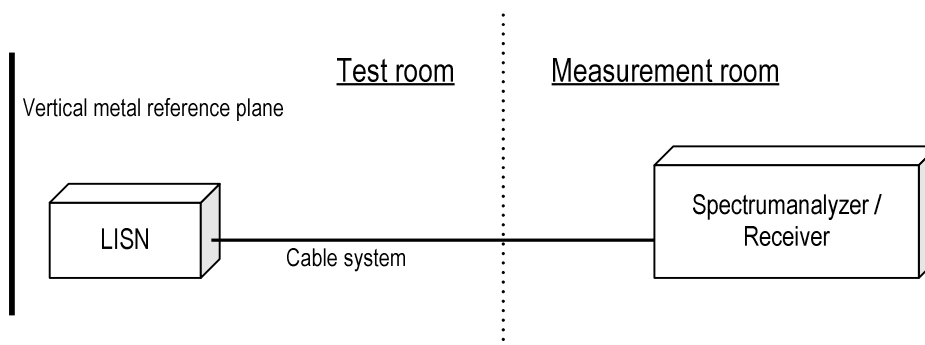 Test room
Measurement room
Vertical metal reference plane
LISN
Cable system
Spectrumanalyzer /
Receiver